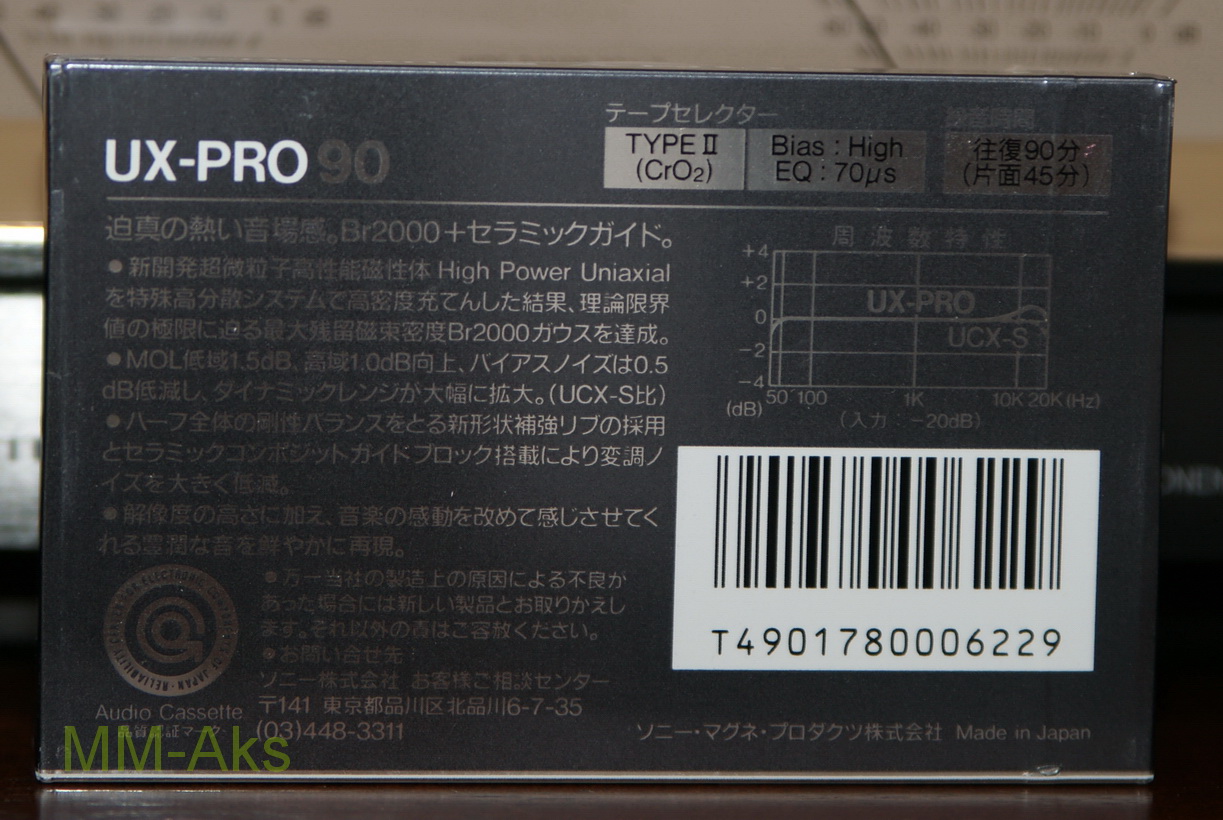 テープセレクター
UX-PRO 90
TYPE II (CrO2)
Bias : High EQ : 70μs
往復90分 (片面45分)
迫真の熱い音場感。Br2000+セラミックガイド。
●新開発超微粒子高性能磁性体 High Power Uniaxial
を特殊高分散システムで高密度充てんした結果、理論限界
値の極限に迫る最大残留磁束密度Br2000ガウスを達成。
●MOL低域1.5dB、高域1.0dB向上、バイアスノイズは0.5
dB低減し、ダイナミックレンジが大幅に拡大。(UCX-S比)
●ハーフ全体の剛性バランスをとる新形状補強リブの採用
とセラミックコンポジットガイドブロック搭載により変調ノ
イズを大きく低減。
●解像度の高さに加え、音楽の感動を改めて感じさせてく
れる豊潤な音を鮮やかに再現。
周波数特性
+4
+2
0
-2
-4
(dB)
UX-PRO
UCX-S
50 100 1K 10K 20K (Hz)
(入力:-20dB)
●万一当社の製造上の原因による不良が
あった場合には新しい製品とお取りかえし
ます。それ以外の責はご容赦ください。
●お問い合せ先:
ソニー株式会社 お客様ご相談センター
〒141 東京都品川区北品川6-7-35
(03)448-3311
Audio Cassette
品質認証マーク
T4901780006229
ソニー・マグネ・プロダクツ株式会社 Made in Japan
MM-Aks